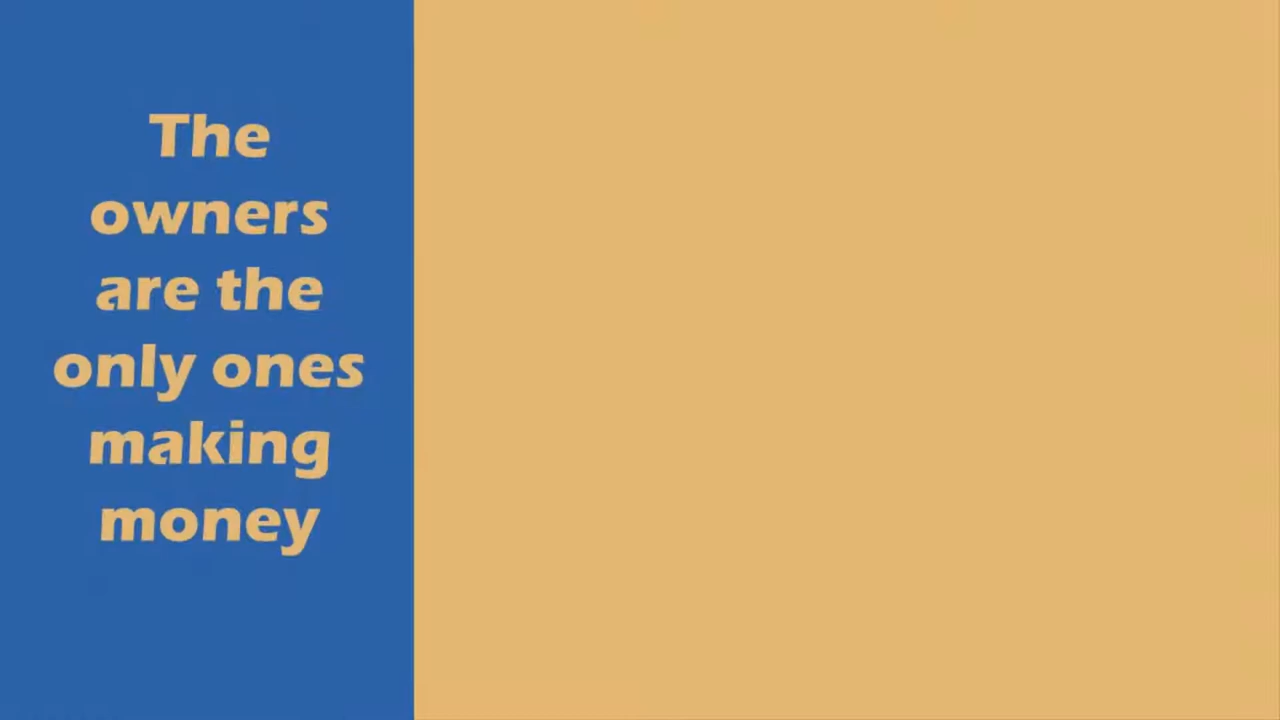 The
owners
are the
only ones
making
money